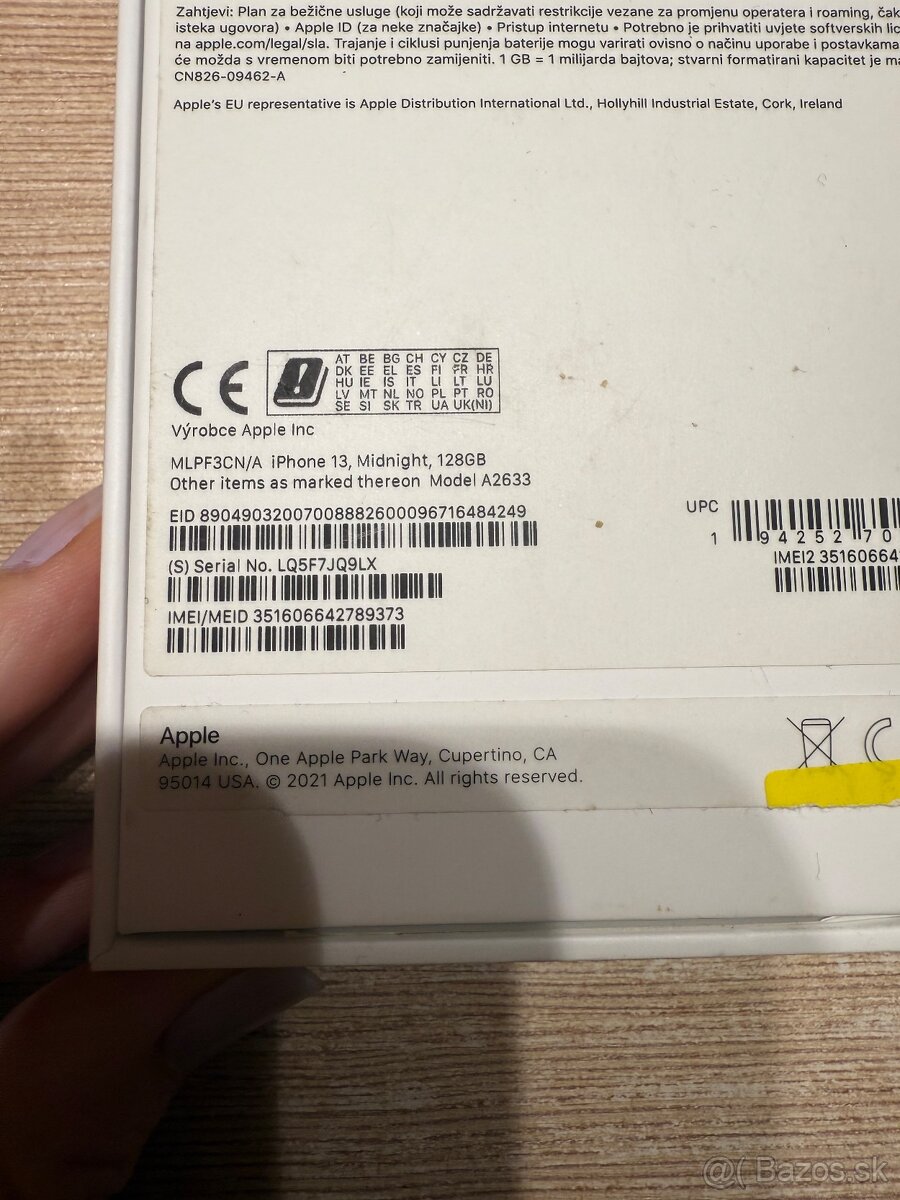 Zahtjevi: Plan za bežične usluge (koji može sadržavati restrikcije vezane za promjenu operatera i roaming, čak
isteka ugovora) • Apple ID (za neke značajke) • Pristup internetu • Potrebno je prihvatiti uvjete softverskih lic
na apple.com/legal/sla. Trajanje i ciklusi punjenja baterije mogu varirati ovisno o načinu uporabe i postavkama
će možda s vremenom biti potrebno zamijeniti. 1 GB = 1 milijarda bajtova; stvarni formatirani kapacitet je ma
CN826-09462-A
Apple's EU representative is Apple Distribution International Ltd., Hollyhill Industrial Estate, Cork, Ireland
CE
AT BE BG CH CY CZ DE
DK EE EL ES FI FR HR
HU IE IS IT LI LT LU
LV MT NL NO PL PT RO
SE SI SK TR UA UK(NI)
Výrobce Apple Inc
MLPF3CN/A iPhone 13, Midnight, 128GB
Other items as marked thereon Model A2633
EID 89049032007008882600096716484249
UPC
1 94252 70
(S) Serial No. LQ5F7JQ9LX
IMEI2 35160664
IMEI/MEID 351606642789373
Apple
Apple Inc., One Apple Park Way, Cupertino, CA
95014 USA. © 2021 Apple Inc. All rights reserved.
@( Bazos.sk